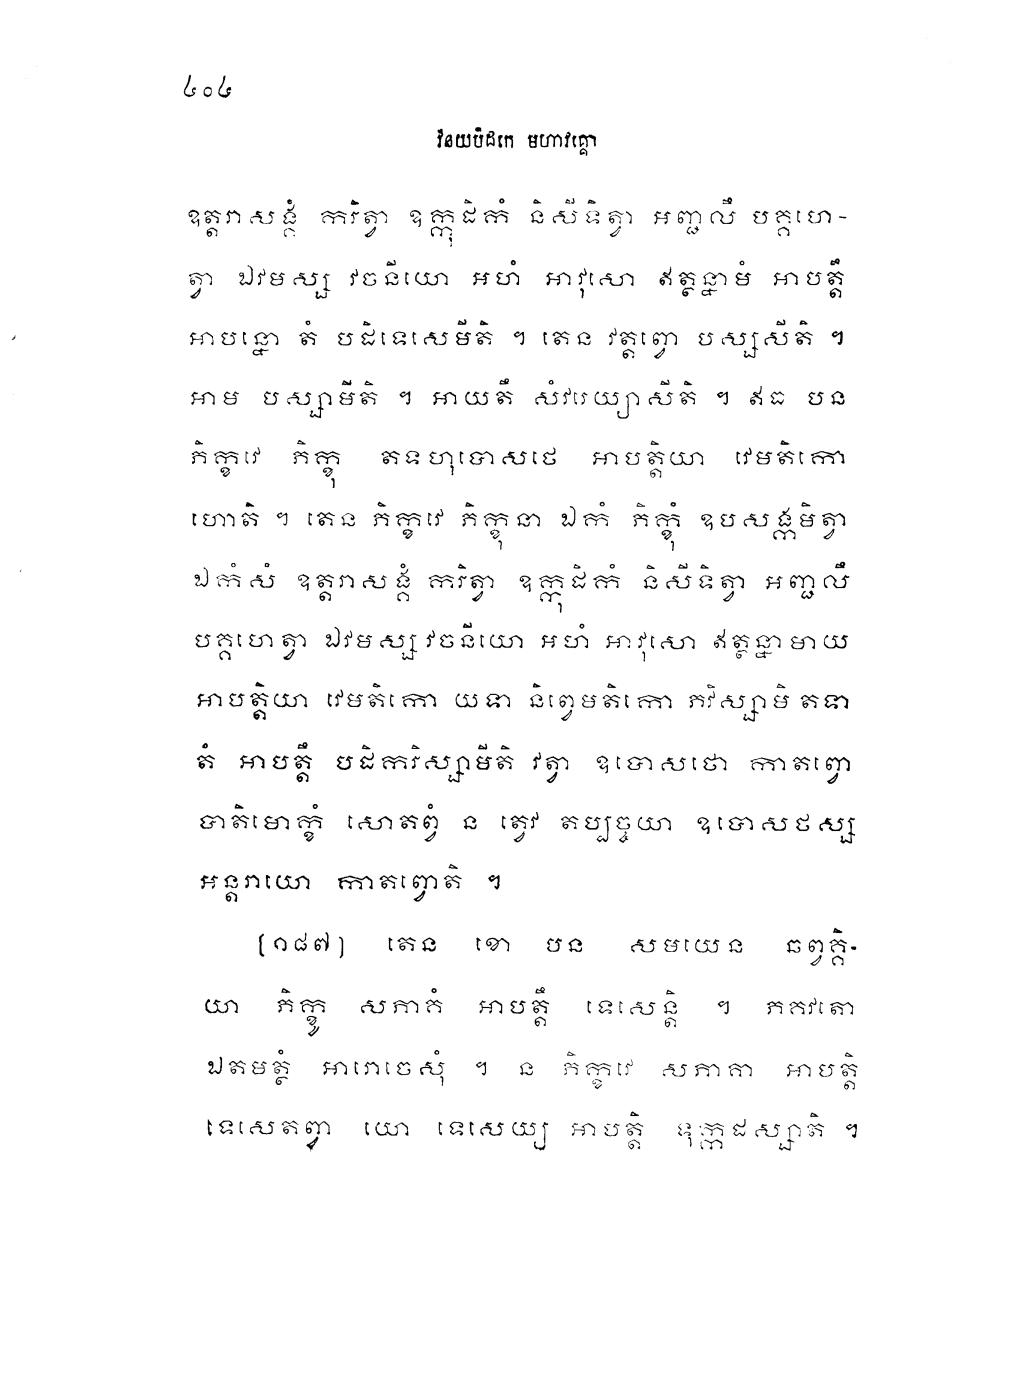 ៤០៤
វិនយបិដកេ មហាវគ្គោ
ឧត្តរាសង្គំ ករិត្វា ឧក្កុដិកំ និសីទិត្វា អញ្ជលឹ បគ្គហេ-
ត្វា ឯវមស្ស វចនីយោ អហំ អាវុសោ ឥត្ថន្នាមំ អាបត្តឹ
អាបន្នោ តំ បដិទេសេមីតិ ។ តេន វត្តព្វោ បស្សសីតិ ។
អាម បស្សាមីតិ ។ អាយតឹ សំវរេយ្យាសីតិ ។ ឥធ បន
ភិក្ខវេ ភិក្ខុ តទហុបោសថេ អាបត្តិយា វេមតិកោ
ហោតិ ។ តេន ភិក្ខវេ ភិក្ខុនា ឯកំ ភិក្ខុំ ឧបសង្កមិត្វា
ឯកំសំ ឧត្តរាសង្គំ ករិត្វា ឧក្កុដិកំ និសីទិត្វា អញ្ជលឹ
បគ្គហេត្វា ឯវមស្ស វចនីយោ អហំ អាវុសោ ឥត្ថន្នាមាយ
អាបត្តិយា វេមតិកោ យទា និព្វេមតិកោ ភវិស្សាមិ តទា
តំ អាបត្តឹ បដិករិស្សាមីតិ វត្វា ឧបោសថោ កាតព្វោ
បាតិមោក្ខំ សោតព្វំ ន ត្វេវ តប្បច្ចយា ឧបោសថស្ស
អន្តរាយោ កាតព្វោតិ ។
[១៨៧] តេន ខោ បន សមយេន ឆព្វគ្គិ-
យា ភិក្ខូ សភាគំ អាបត្តឹ ទេសេន្តិ ។ ភគវតោ
ឯតមត្ថំ អារោចេសុំ ។ ន ភិក្ខវេ សភាគា អាបត្តិ
ទេសេតព្វា យោ ទេសេយ្យ អាបត្តិ ទុក្កដស្សាតិ ។